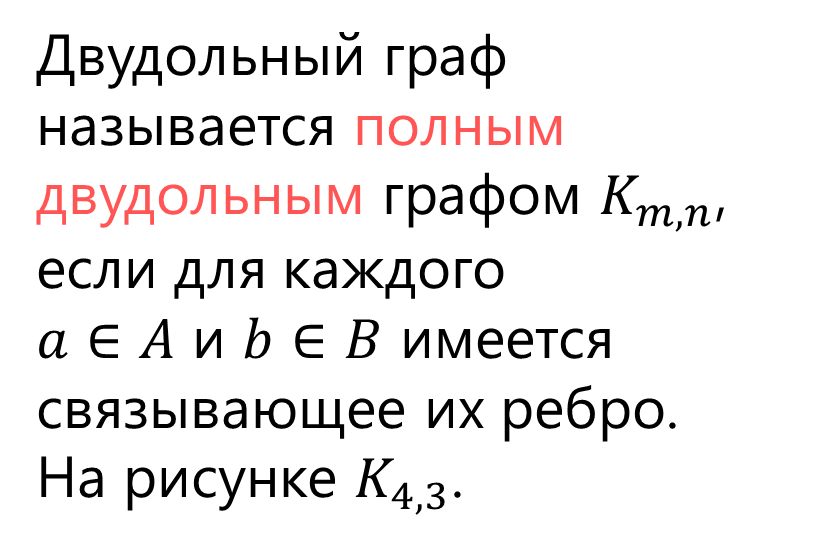 Двудольный граф
называется полным
двудольным графом K_{m,n},
если для каждого
a ∈ A и b ∈ B имеется
связывающее их ребро.
На рисунке K_{4,3}.